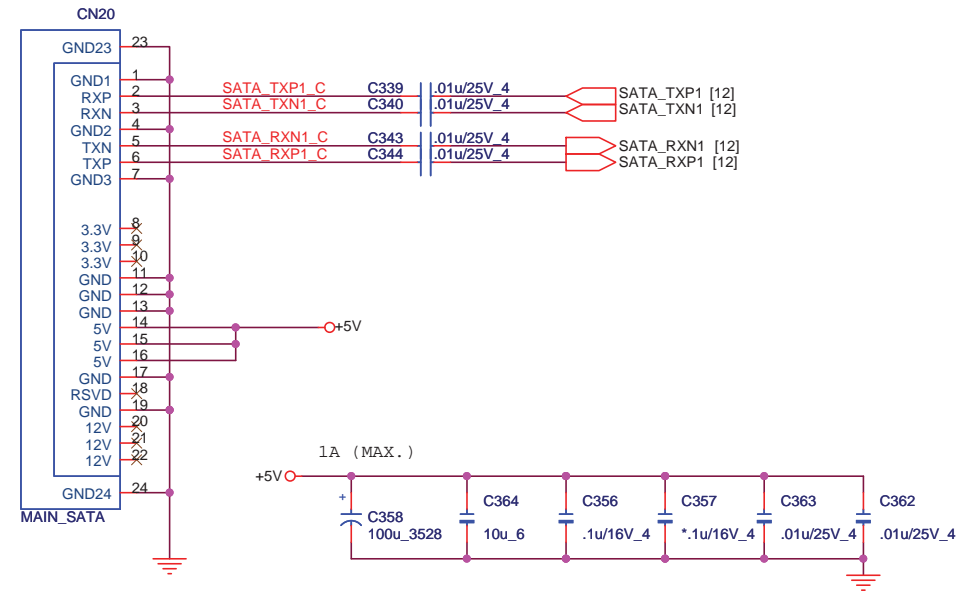 CN20
GND23 23
GND1 1
RXP 2 SATA_TXP1_C C339 .01u/25V_4 SATA_TXP1 [12]
RXN 3 SATA_TXN1_C C340 .01u/25V_4 SATA_TXN1 [12]
GND2 4
TXN 5 SATA_RXN1_C C343 .01u/25V_4 SATA_RXN1 [12]
TXP 6 SATA_RXP1_C C344 .01u/25V_4 SATA_RXP1 [12]
GND3 7
3.3V 8
3.3V 9
3.3V 10
GND 11
GND 12
GND 13
5V 14 +5V
5V 15
5V 16
GND 17
RSVD 18
GND 19
12V 20
12V 21
12V 22
GND24 24
MAIN_SATA
1A (MAX.)
+5V
+
C358
100u_3528
C364
10u_6
C356
.1u/16V_4
C357
*.1u/16V_4
C363
.01u/25V_4
C362
.01u/25V_4